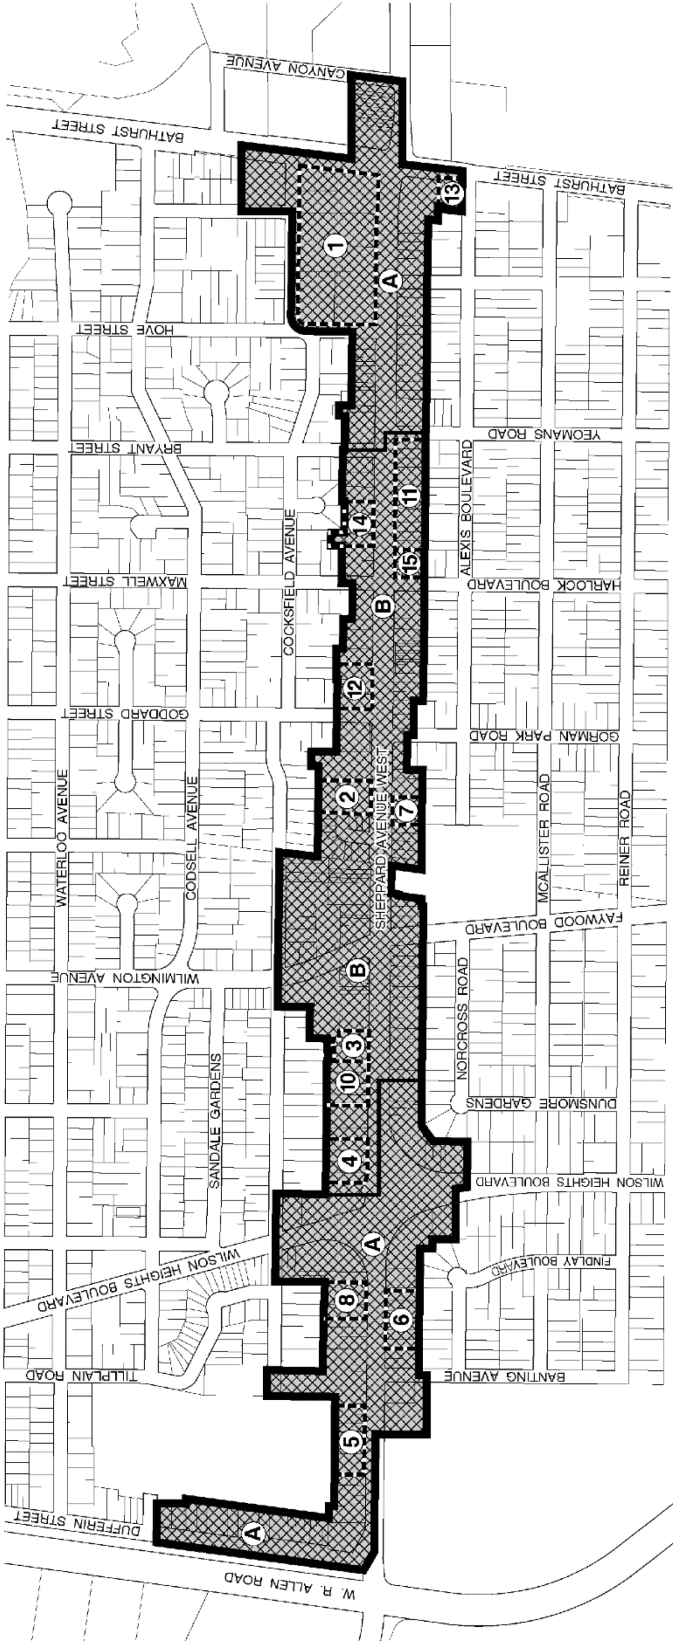 CANYON AVENUE
BATHURST STREET
BATHURST STREET
13
1
A
HOVE STREET
BRYANT STREET
YEOMANS ROAD
ALEXIS BOULEVARD
11
14
15
COCKSFIELD AVENUE
MAXWELL STREET
HARLOCK BOULEVARD
B
12
GODDARD STREET
GORMAN PARK ROAD
SHEPPARD AVENUE WEST
2
7
WATERLOO AVENUE
CODSELL AVENUE
MCALLISTER ROAD
REINER ROAD
FAYWOOD BOULEVARD
WILMINGTON AVENUE
B
NORCROSS ROAD
3
10
SANDALE GARDENS
DUNSMORE GARDENS
4
WILSON HEIGHTS BOULEVARD
A
WILSON HEIGHTS BOULEVARD
FINDLAY BOULEVARD
8
6
TILLPLAIN ROAD
BANTING AVENUE
5
DUFFERIN STREET
A
W. R. ALLEN ROAD